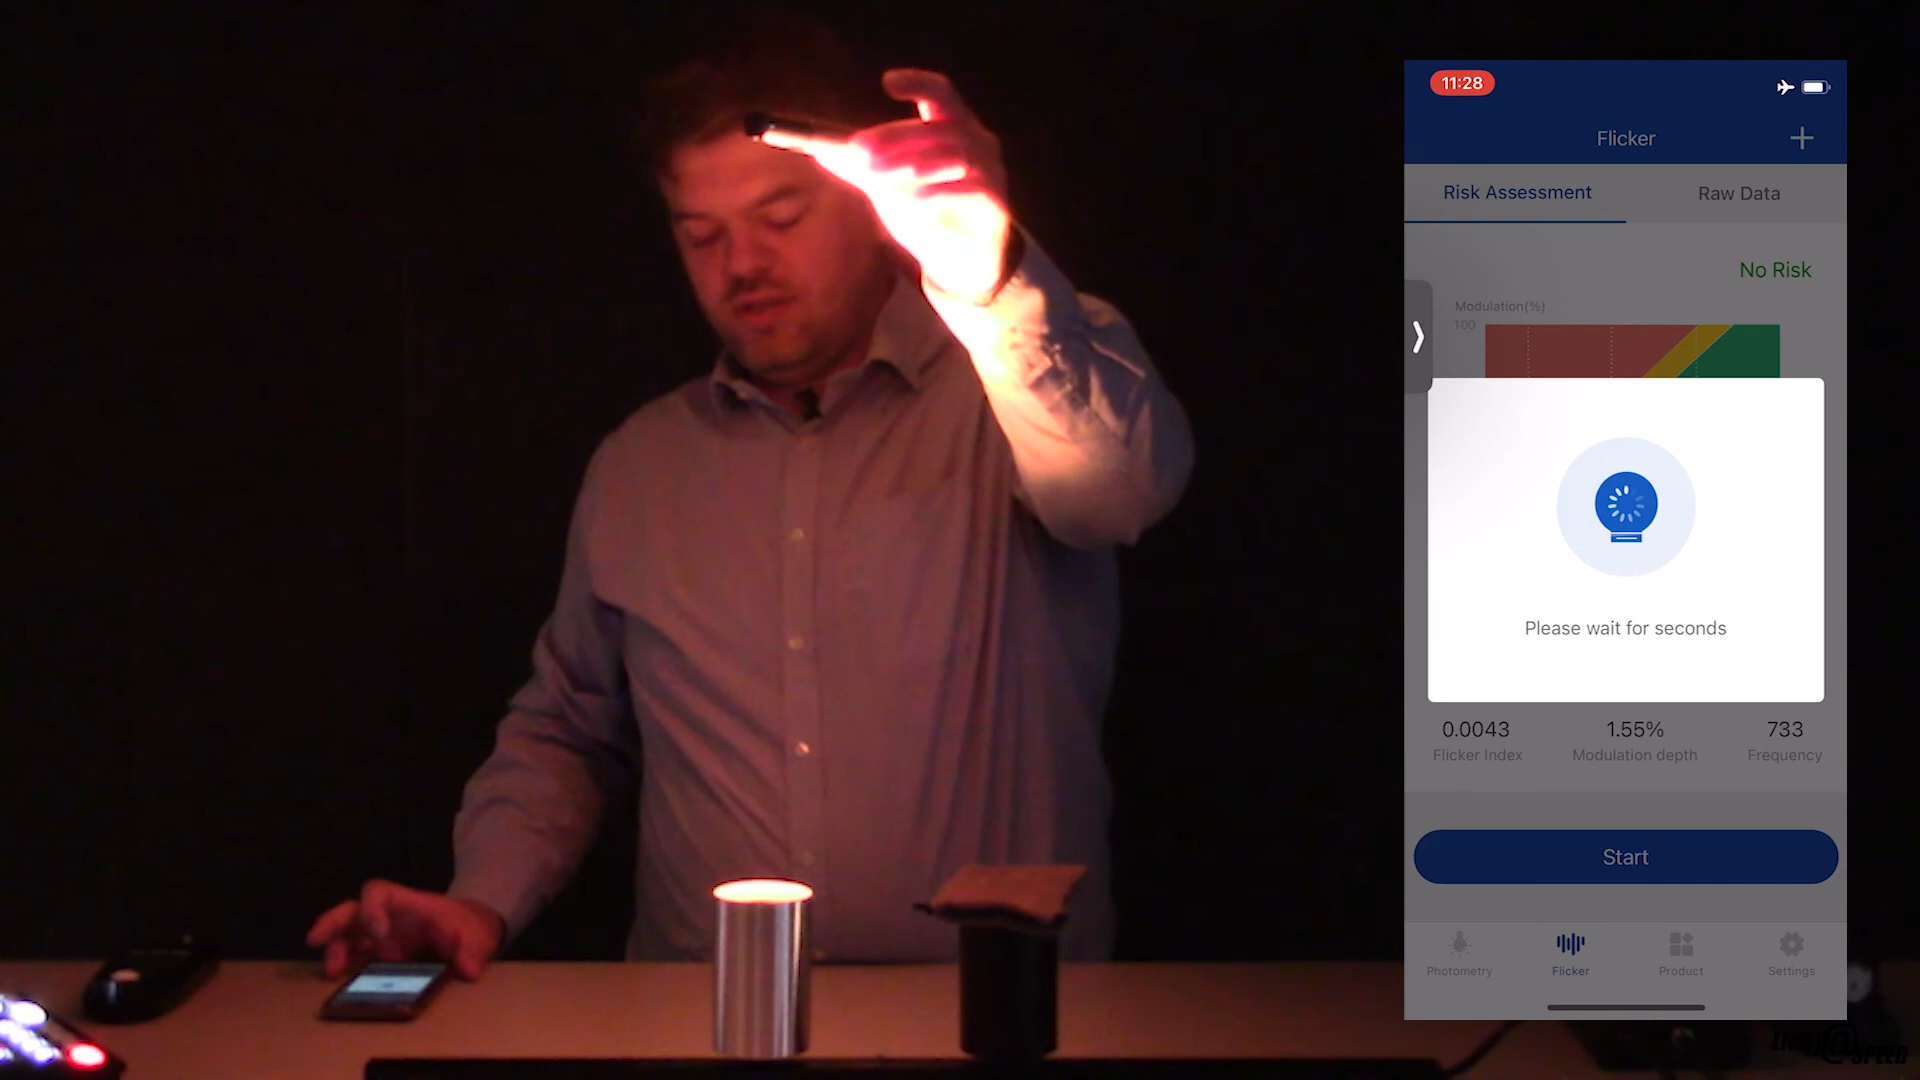 11:28
Flicker
Risk Assessment
Raw Data
No Risk
Modulation(%)
100
Please wait for seconds
0.0043
1.55%
733
Flicker Index
Modulation depth
Frequency
Start
Photometry
Flicker
Product
Settings
SPEED